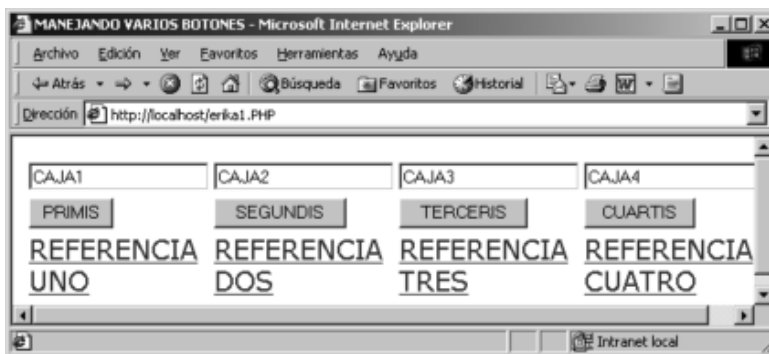 MANEJANDO VARIOS BOTONES - Microsoft Internet Explorer
Archivo Edición Ver Favoritos Herramientas Ayuda
Atrás Búsqueda Favoritos Historial
Dirección http://localhost/erika1.PHP
CAJA1 CAJA2 CAJA3 CAJA4
PRIMIS SEGUNDIS TERCERIS CUARTIS
REFERENCIA REFERENCIA REFERENCIA REFERENCIA
UNO DOS TRES CUATRO
Intranet local